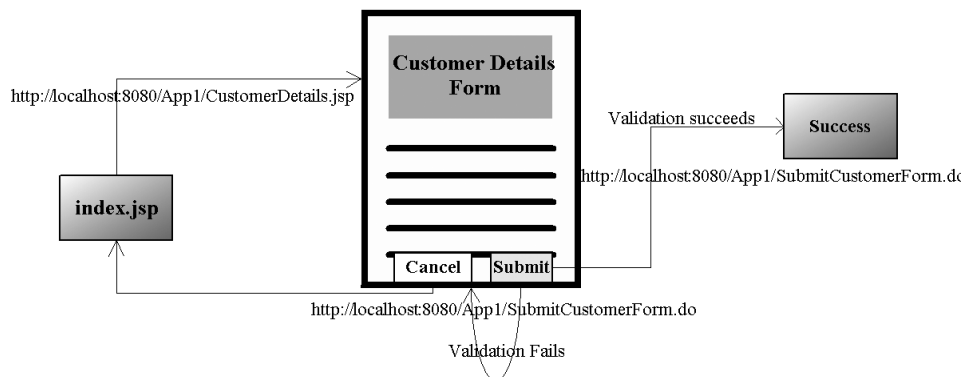 Customer Details
Form
http://localhost:8080/App1/CustomerDetails.jsp
Validation succeeds
Success
http://localhost:8080/App1/SubmitCustomerForm.do
index.jsp
Cancel
Submit
http://localhost:8080/App1/SubmitCustomerForm.do
Validation Fails